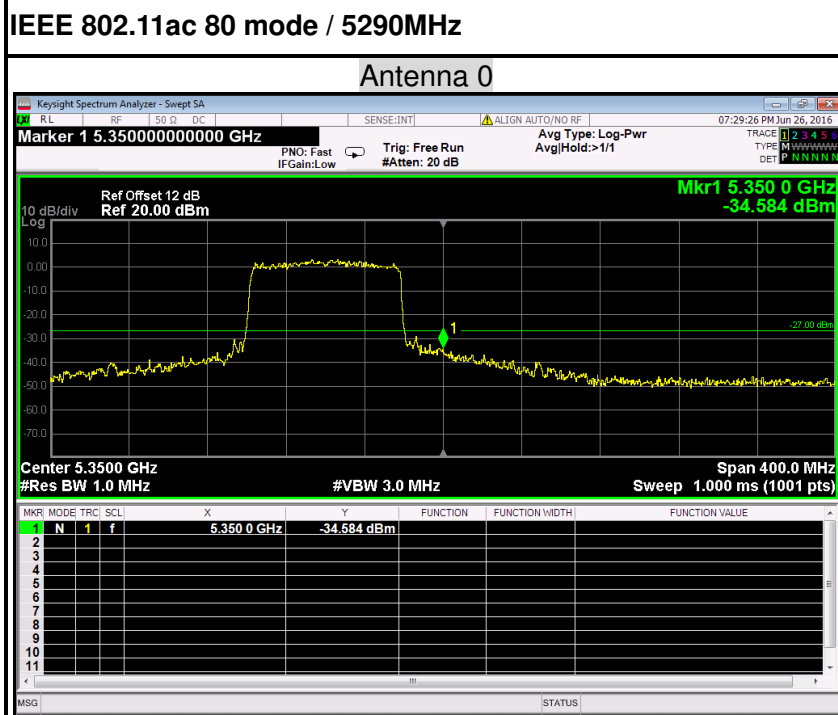 IEEE 802.11ac 80 mode / 5290MHz
Antenna 0
Keysight Spectrum Analyzer - Swept SA
RL RF 50 Ω DC SENSE:INT ALIGN AUTO/NO RF 07:29:26 PM Jun 26, 2016
Marker 1 5.350000000000 GHz
PNO: Fast
IFGain:Low
Trig: Free Run
#Atten: 20 dB
Avg Type: Log-Pwr
Avg|Hold:>1/1
TRACE 1 2 3 4 5 6
TYPE M WWWWW
DET P N N N N N
Mkr1 5.350 0 GHz
-34.584 dBm
Ref Offset 12 dB
10 dB/div Ref 20.00 dBm
Log
10.0
0.00
-10.0
-20.0
1
-27.00 dBm
-30.0
-40.0
-50.0
-60.0
-70.0
Center 5.3500 GHz Span 400.0 MHz
#Res BW 1.0 MHz #VBW 3.0 MHz Sweep 1.000 ms (1001 pts)
MKR MODE TRC SCL X Y FUNCTION FUNCTION WIDTH FUNCTION VALUE
1 N 1 f 5.350 0 GHz -34.584 dBm
2
3
4
5
6
7
8
9
10
11
MSG STATUS